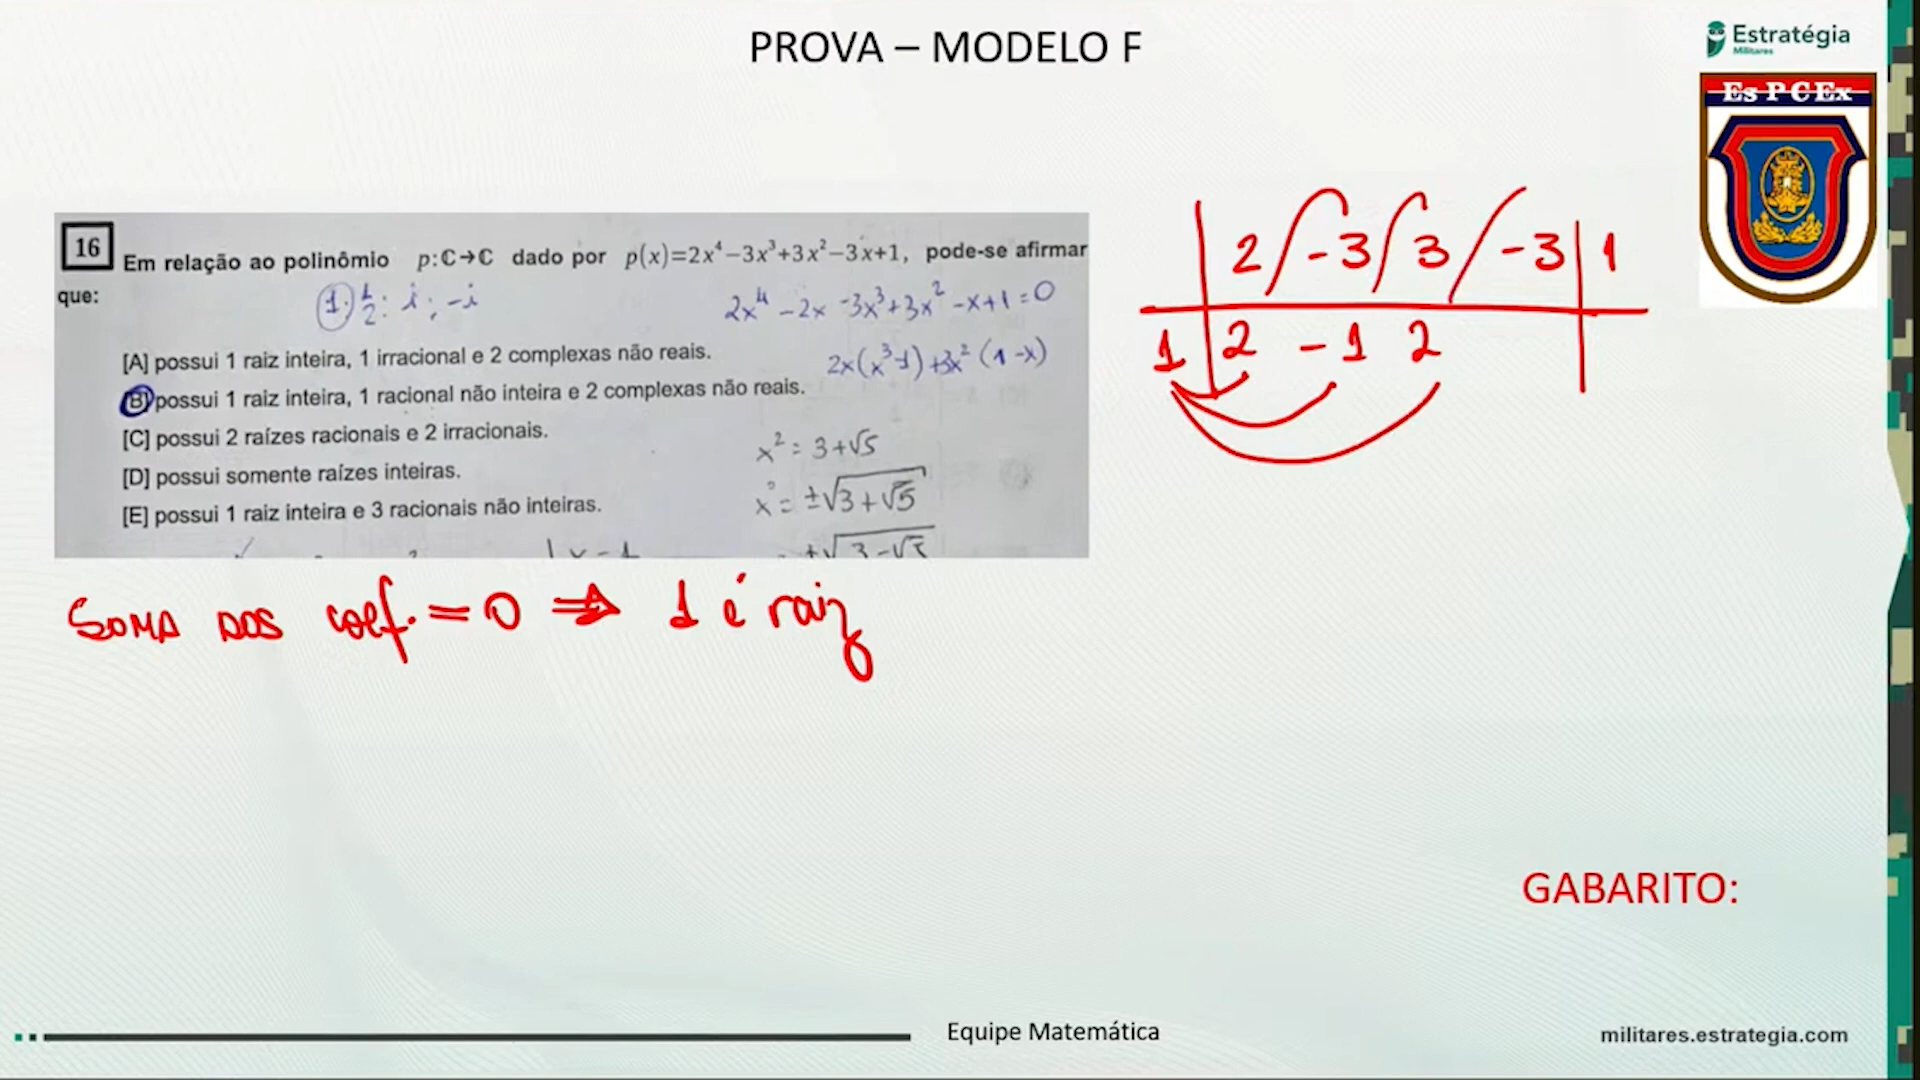 PROVA – MODELO F
Estratégia
Militares
EsPCEx
16
Em relação ao polinômio p:C→C dado por p(x)=2x⁴−3x³+3x²−3x+1, pode-se afirmar
que:
1; 1/2; i; -i
2x⁴ -2x -3x³+3x² -x+1=0
[A] possui 1 raiz inteira, 1 irracional e 2 complexas não reais.
2x(x³-1)+3x²(1-x)
[B] possui 1 raiz inteira, 1 racional não inteira e 2 complexas não reais.
[C] possui 2 raízes racionais e 2 irracionais.
x² = 3+√5
[D] possui somente raízes inteiras.
x = ±√3+√5
[E] possui 1 raiz inteira e 3 racionais não inteiras.
2 -3 3 -3 1
1 2 -1 2
SOMA DOS coef. = 0 ⇒ 1 é raiz
GABARITO:
Equipe Matemática
militares.estrategia.com